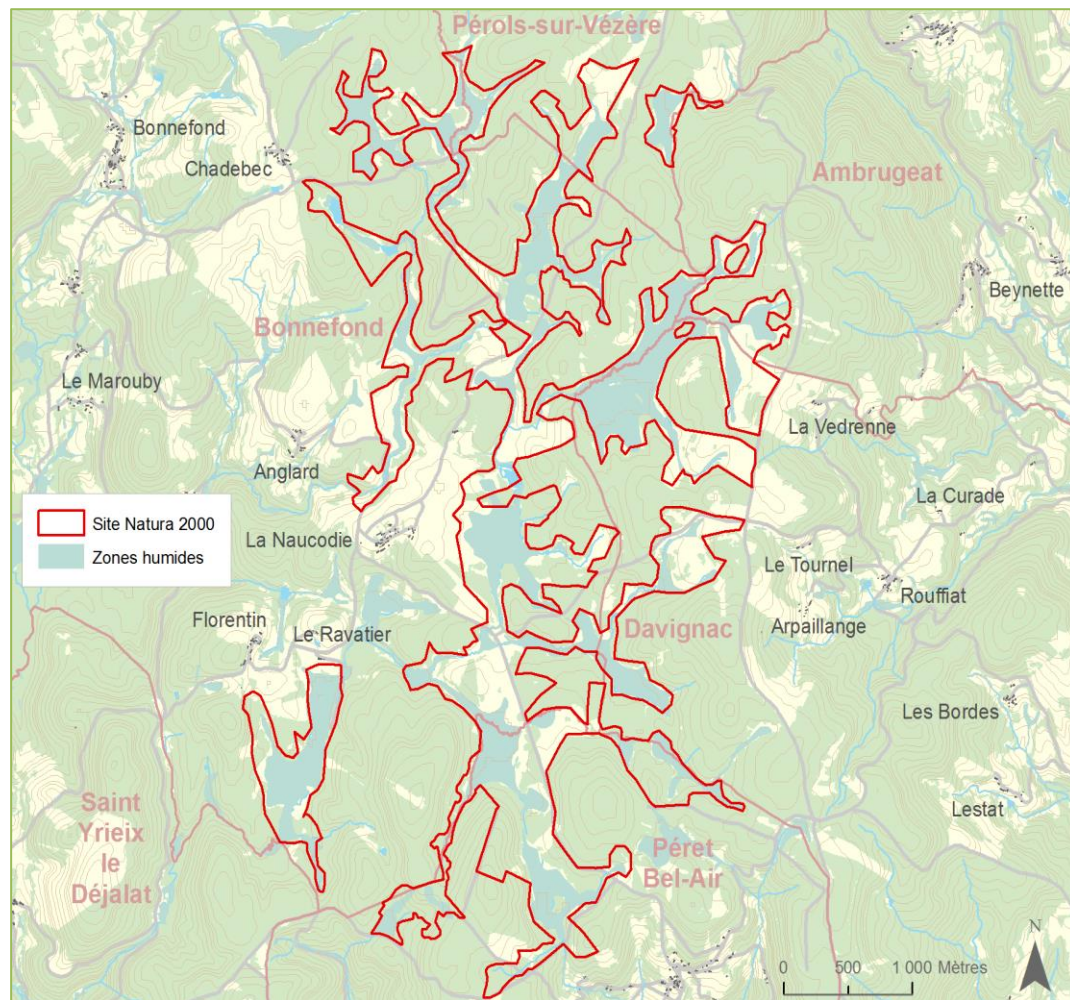 Pérols-sur-Vézère
Bonnefond
Chadebec
Ambrugeat
Beynette
Bonnefond
Le Marouby
La Vedrenne
Anglard
La Curade
Site Natura 2000
Zones humides
La Naucodie
Le Tournel
Rouffiat
Florentin
Le Ravatier
Davignac
Arpaillange
Les Bordes
Saint
Yrieix
le
Déjalat
Lestat
Péret
Bel-Air
N
0 500 1 000 Mètres